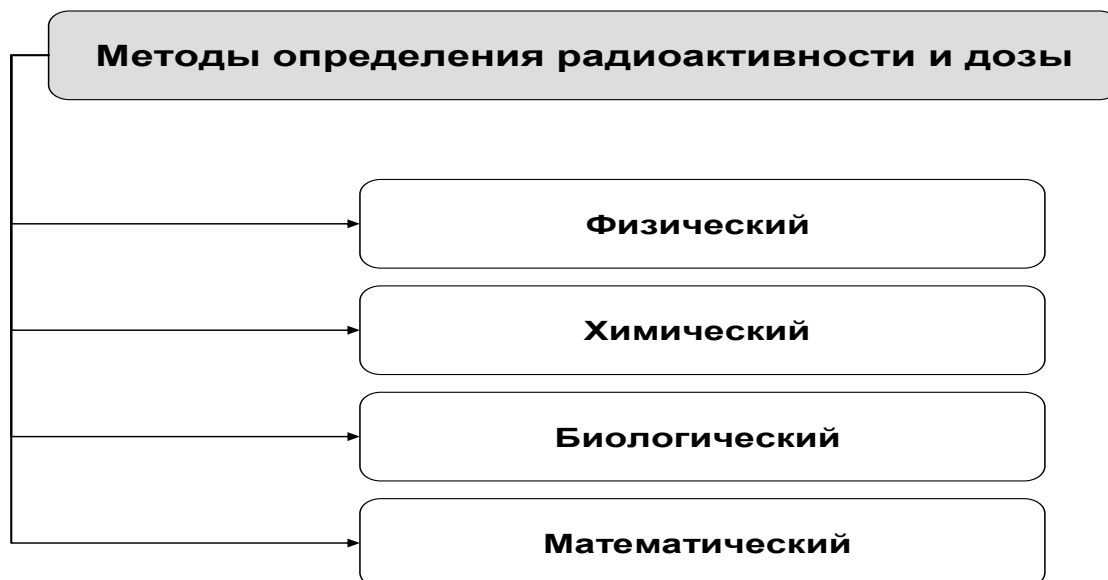 Методы определения радиоактивности и дозы
Физический
Химический
Биологический
Математический